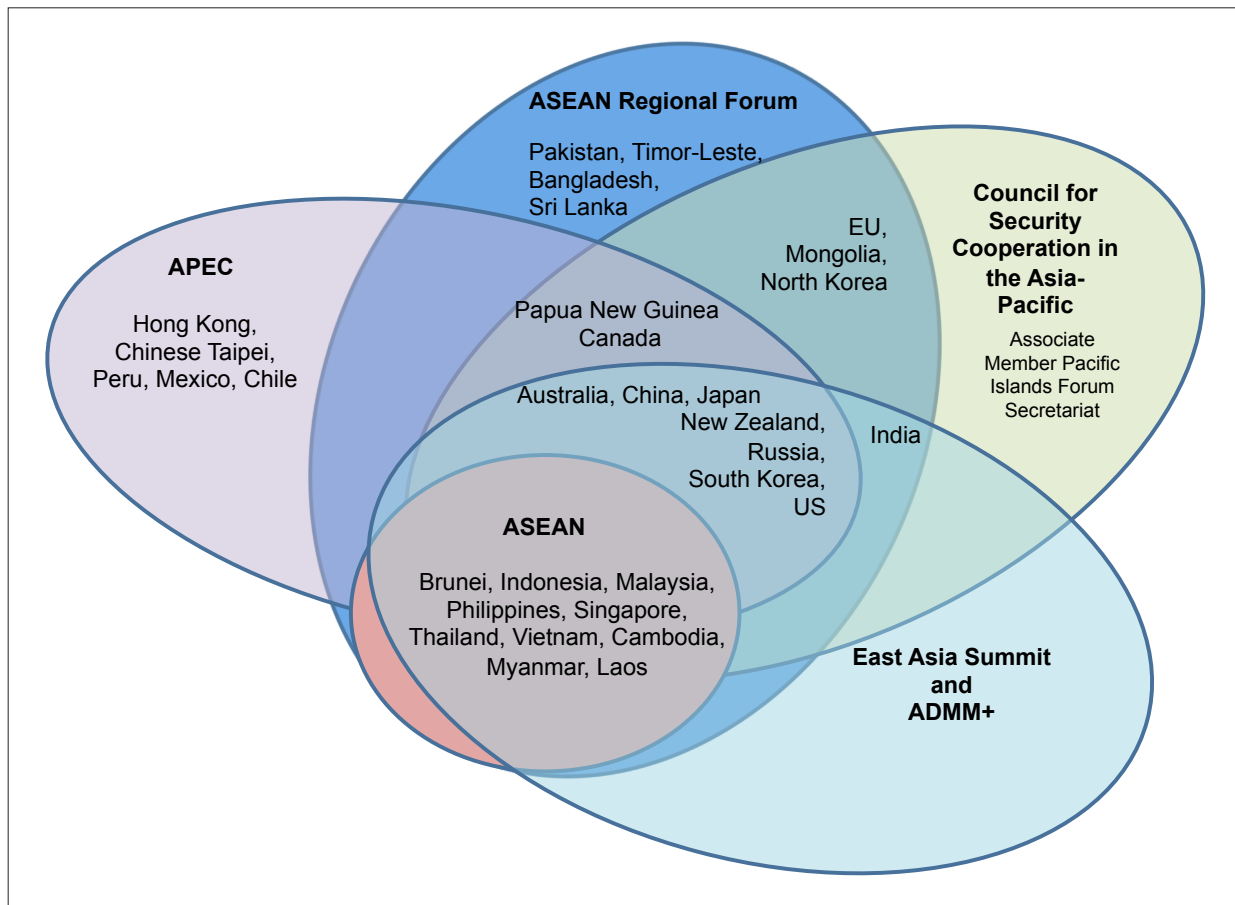 ASEAN Regional Forum
Pakistan, Timor-Leste,
Bangladesh,
Sri Lanka
Council for
Security
Cooperation in
the Asia-
Pacific
Associate
Member Pacific
Islands Forum
Secretariat
EU,
Mongolia,
North Korea
APEC
Hong Kong,
Chinese Taipei,
Peru, Mexico, Chile
Papua New Guinea
Canada
Australia, China, Japan
New Zealand,
Russia,
South Korea,
US
India
ASEAN
Brunei, Indonesia, Malaysia,
Philippines, Singapore,
Thailand, Vietnam, Cambodia,
Myanmar, Laos
East Asia Summit
and
ADMM+